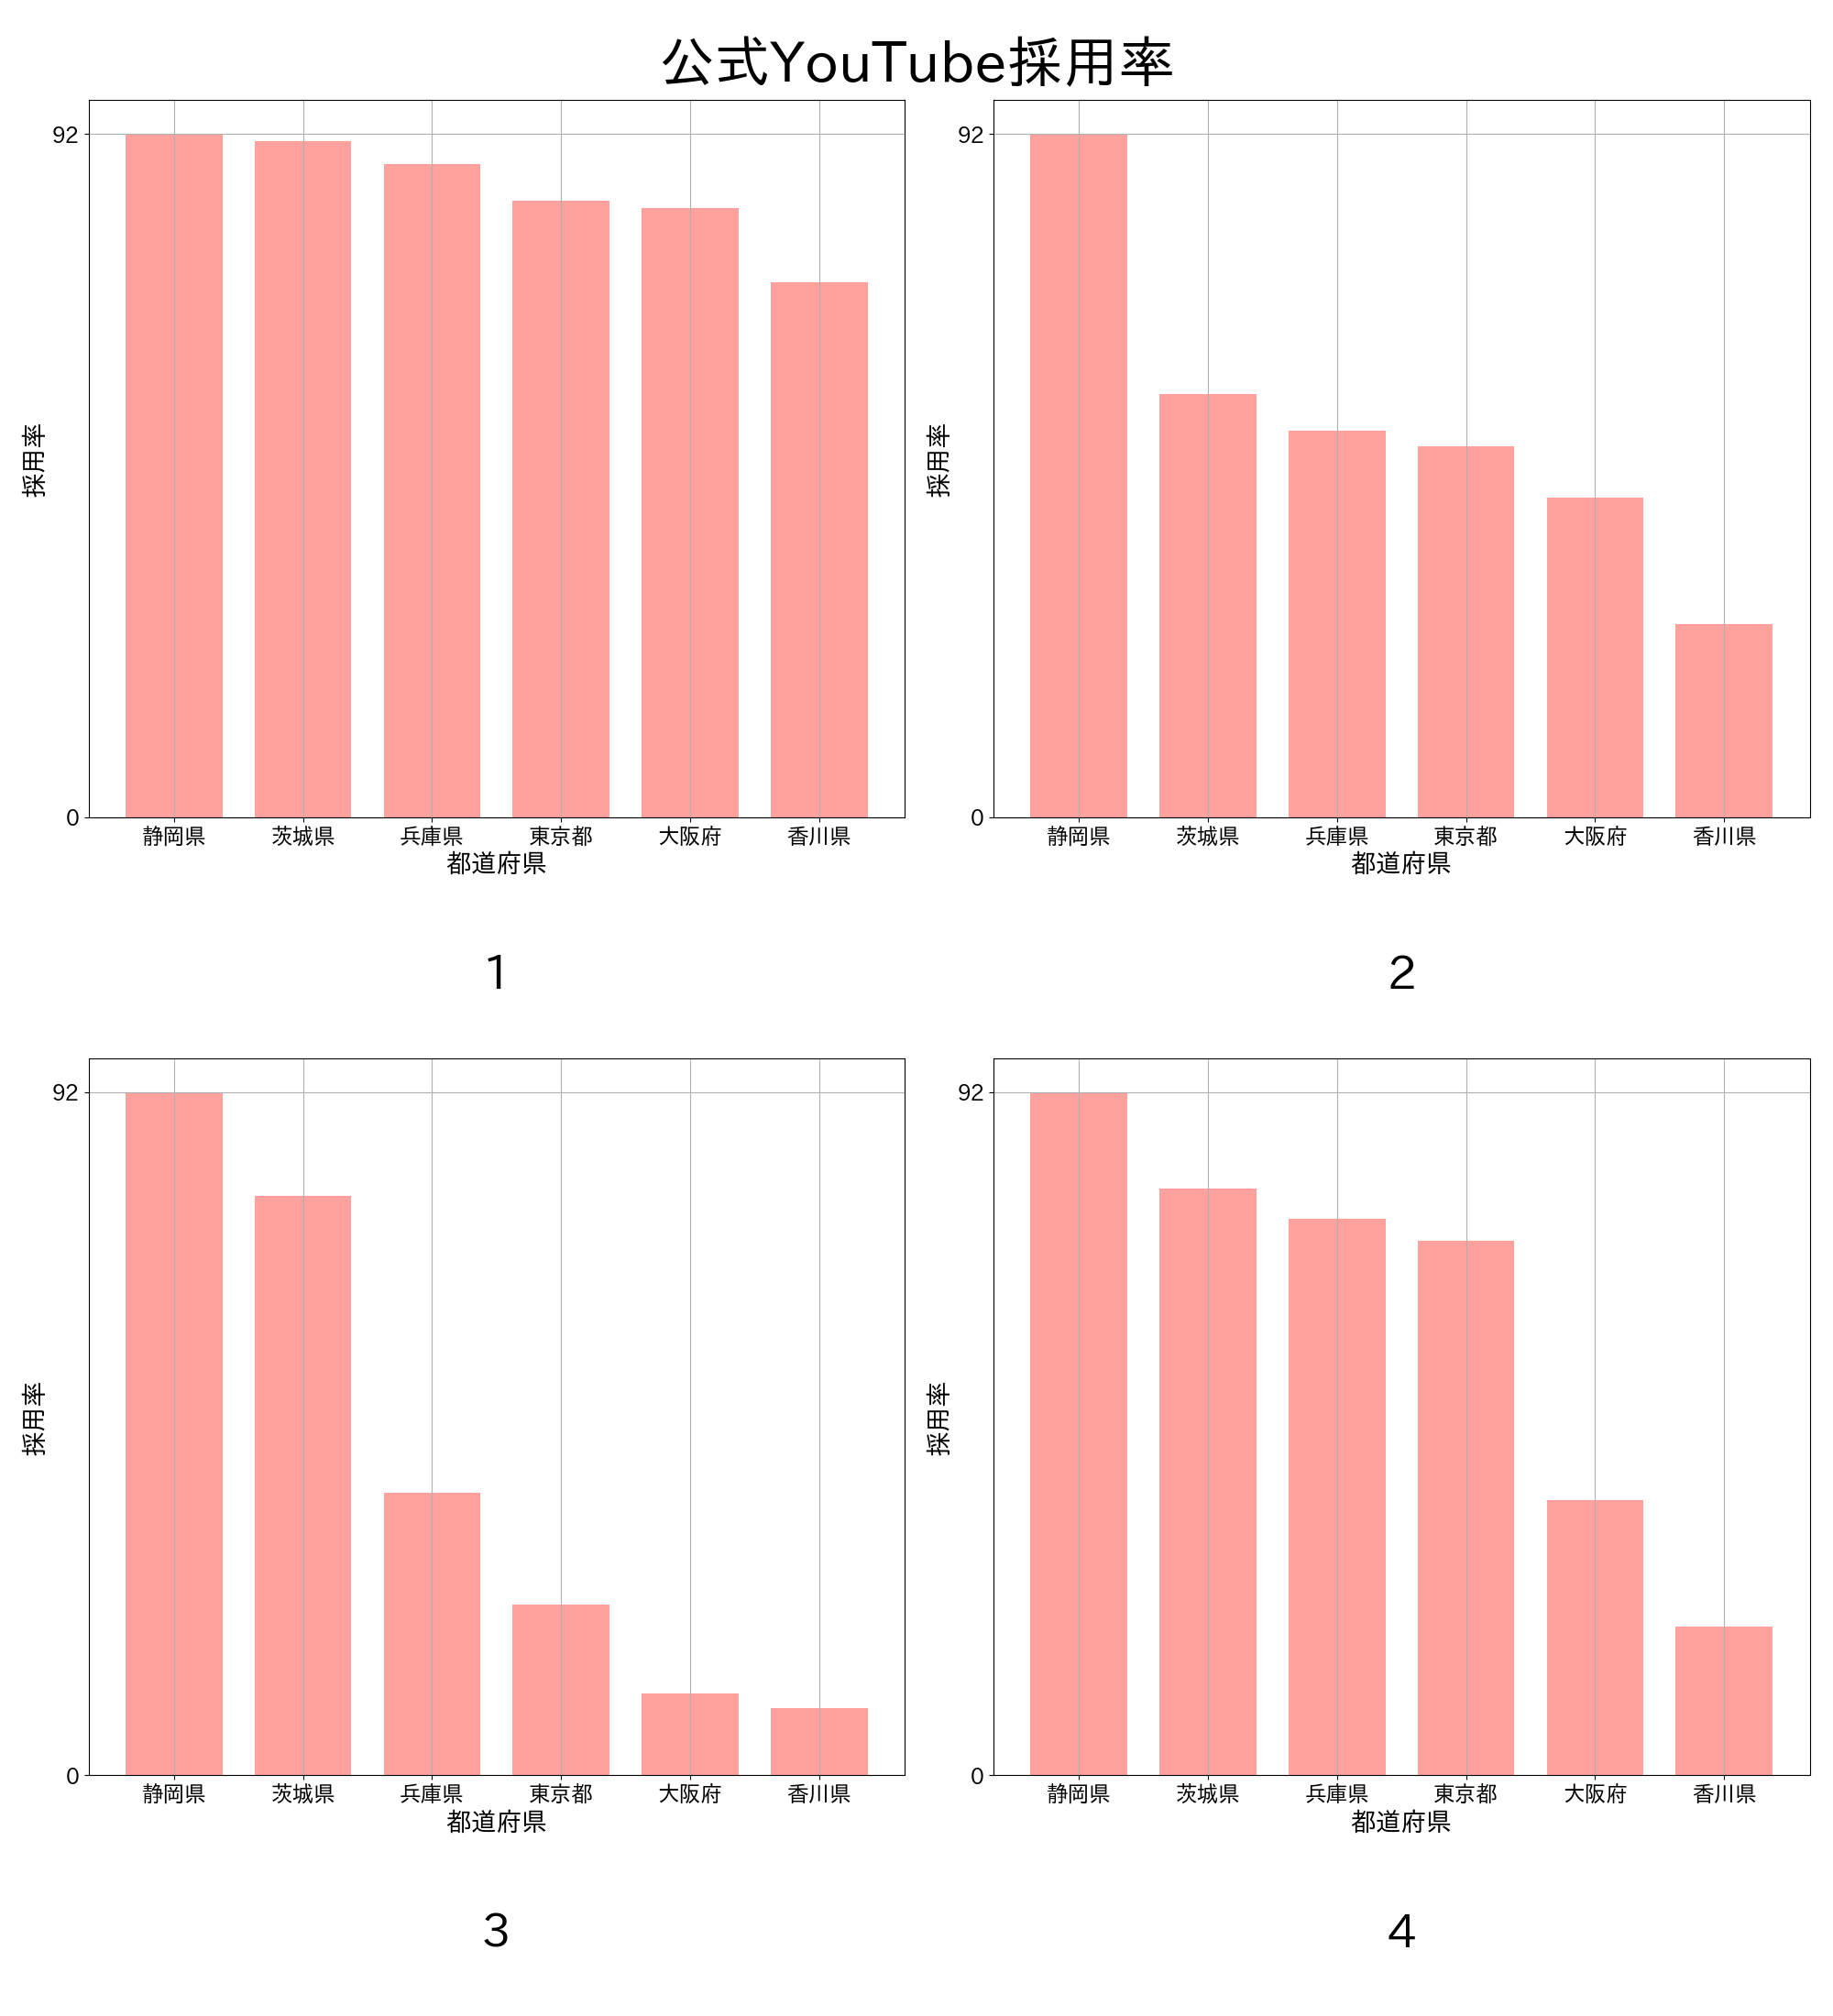 公式YouTube採用率
92
0
採用率
静岡県 茨城県 兵庫県 東京都 大阪府 香川県
都道府県
1
92
0
採用率
静岡県 茨城県 兵庫県 東京都 大阪府 香川県
都道府県
2
92
0
採用率
静岡県 茨城県 兵庫県 東京都 大阪府 香川県
都道府県
3
92
0
採用率
静岡県 茨城県 兵庫県 東京都 大阪府 香川県
都道府県
4